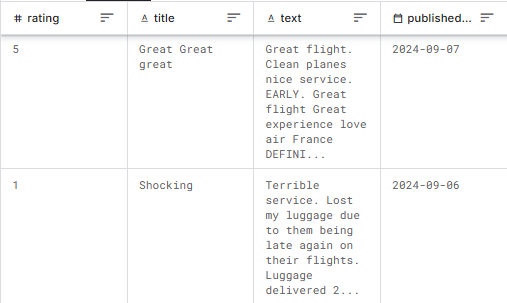 # rating
A title
A text
published...
5
Great Great
great
Great flight.
Clean planes
nice service.
EARLY. Great
flight Great
experience love
air France
DEFINI...
2024-09-07
1
Shocking
Terrible
service. Lost
my luggage due
to them being
late again on
their flights.
Luggage
delivered 2...
2024-09-06